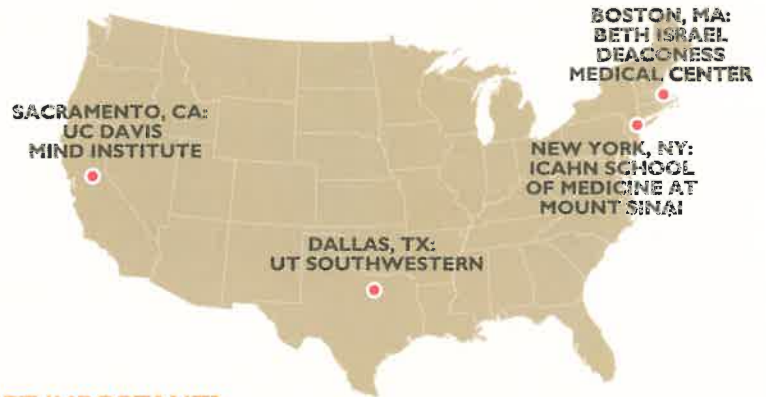 BOSTON, MA:
BETH ISRAEL
DEACONESS
MEDICAL CENTER
SACRAMENTO, CA:
UC DAVIS
MIND INSTITUTE
NEW YORK, NY:
ICAHN SCHOOL
OF MEDICINE AT
MOUNT SINAI
DALLAS, TX:
UT SOUTHWESTERN